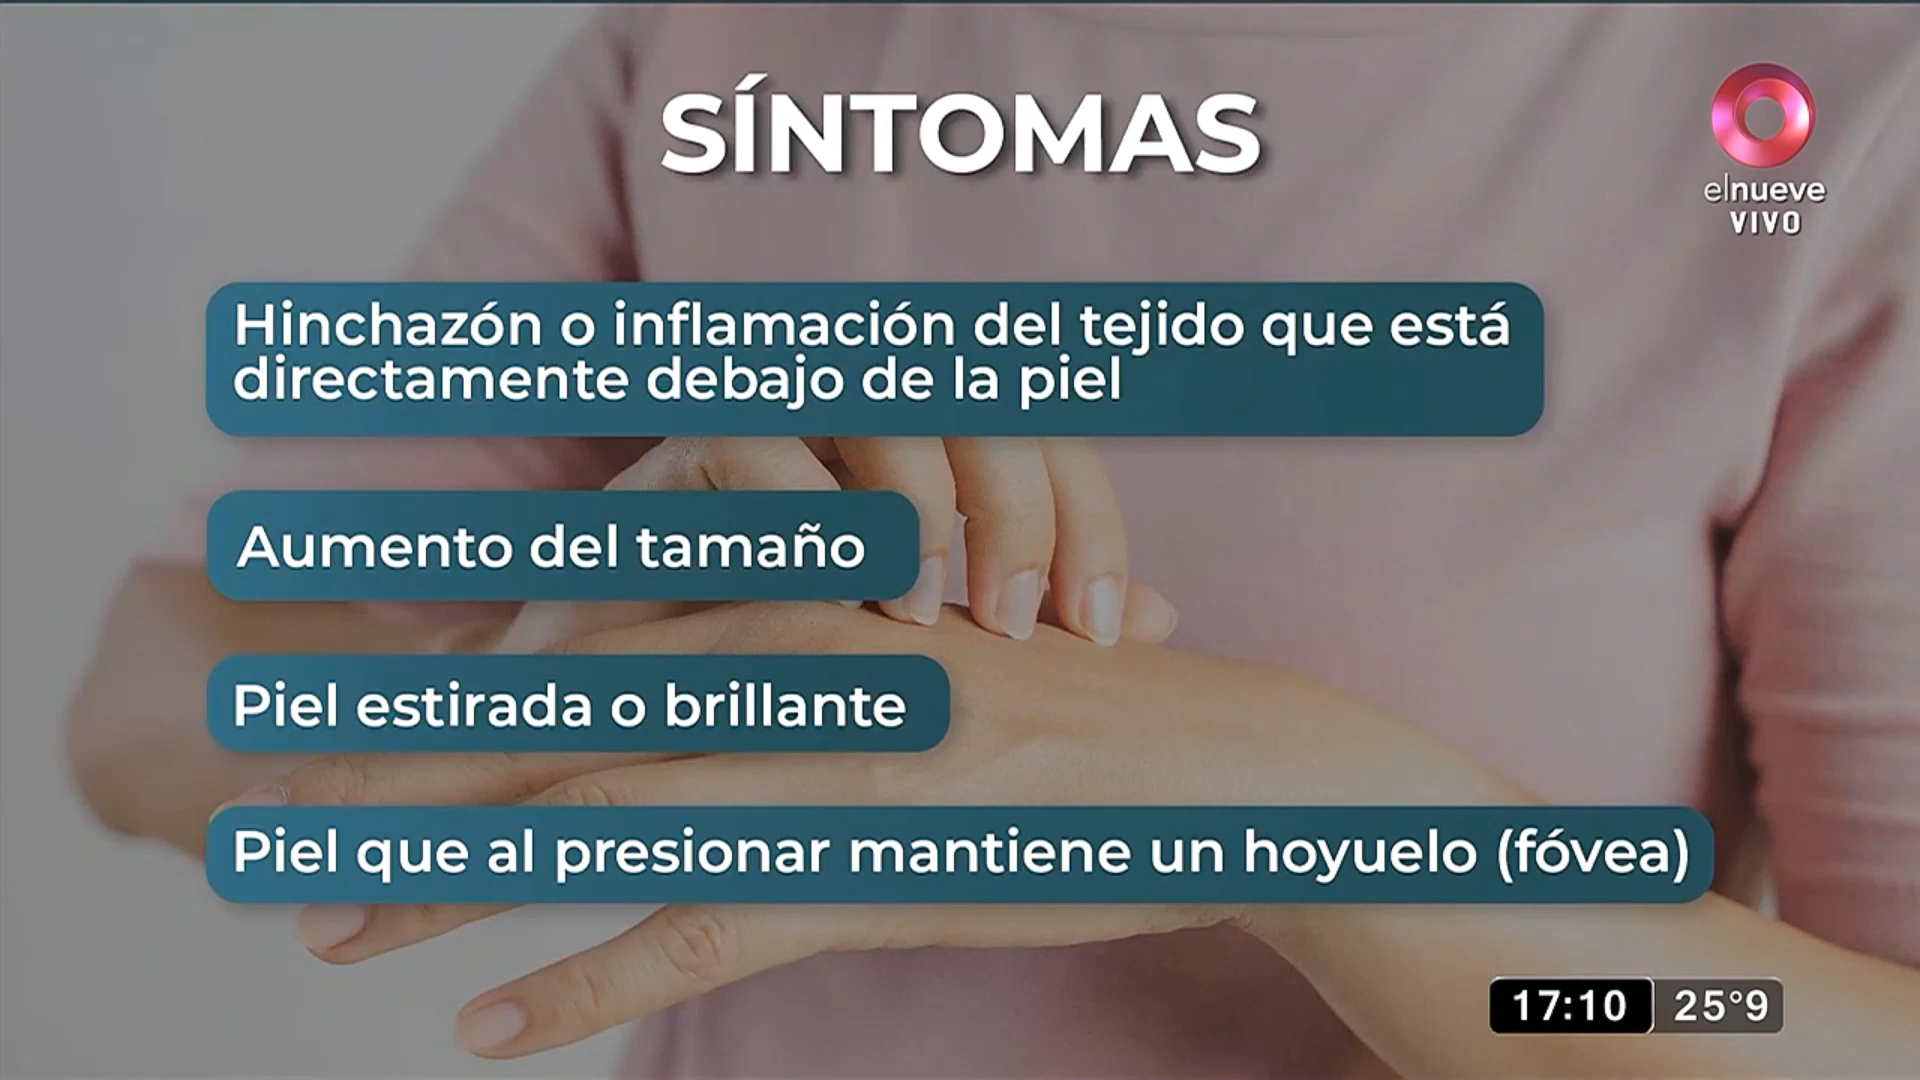 SÍNTOMAS
elnueve
VIVO
Hinchazón o inflamación del tejido que está
directamente debajo de la piel
Aumento del tamaño
Piel estirada o brillante
Piel que al presionar mantiene un hoyuelo (fóvea)
17:10 25°9